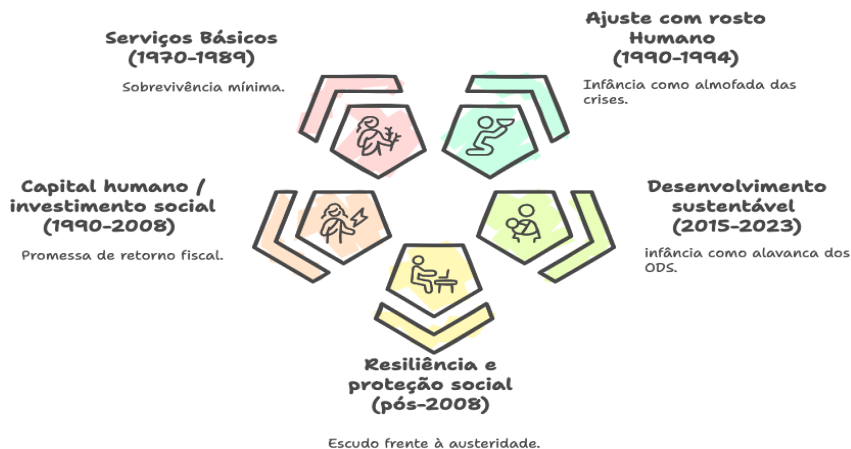 Serviços Básicos
(1970-1989)
Sobrevivência mínima.
Ajuste com rosto
Humano
(1990-1994)
Infância como almofada das
crises.
Capital humano /
investimento social
(1990-2008)
Promessa de retorno fiscal.
Desenvolvimento
sustentável
(2015-2023)
infância como alavanca dos
ODS.
Resiliência e
proteção social
(pós-2008)
Escudo frente à austeridade.